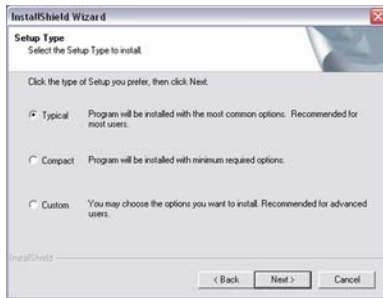 InstallShield Wizard
Setup Type
Select the Setup Type to install.
Click the type of Setup you prefer, then click Next.
Typical Program will be installed with the most common options. Recommended for
most users.
Compact Program will be installed with minimum required options.
Custom You may choose the options you want to install. Recommended for advanced
users.
InstallShield
< Back Next > Cancel